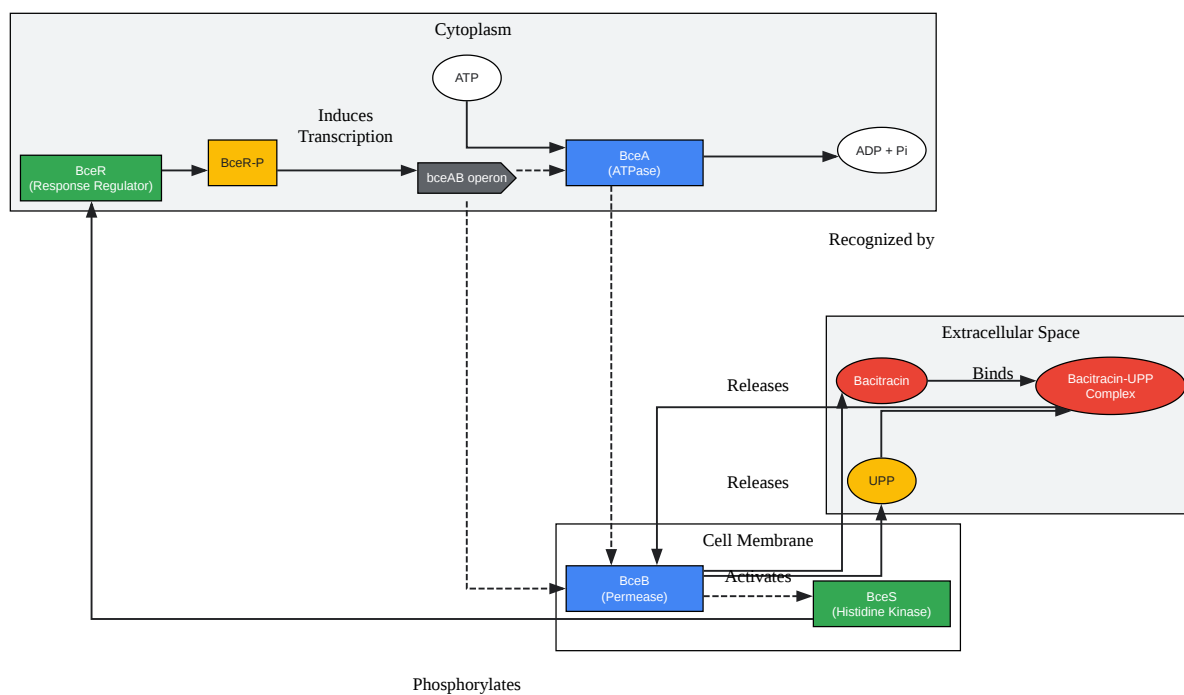 Cytoplasm
ATP
Induces
Transcription
BceR
(Response Regulator)
BceR-P
bceAB operon
BceA
(ATPase)
ADP + Pi
Recognized by
Extracellular Space
Releases
Bacitracin
Binds
Bacitracin-UPP
Complex
Releases
UPP
Cell Membrane
BceB
(Permease)
Activates
BceS
(Histidine Kinase)
Phosphorylates